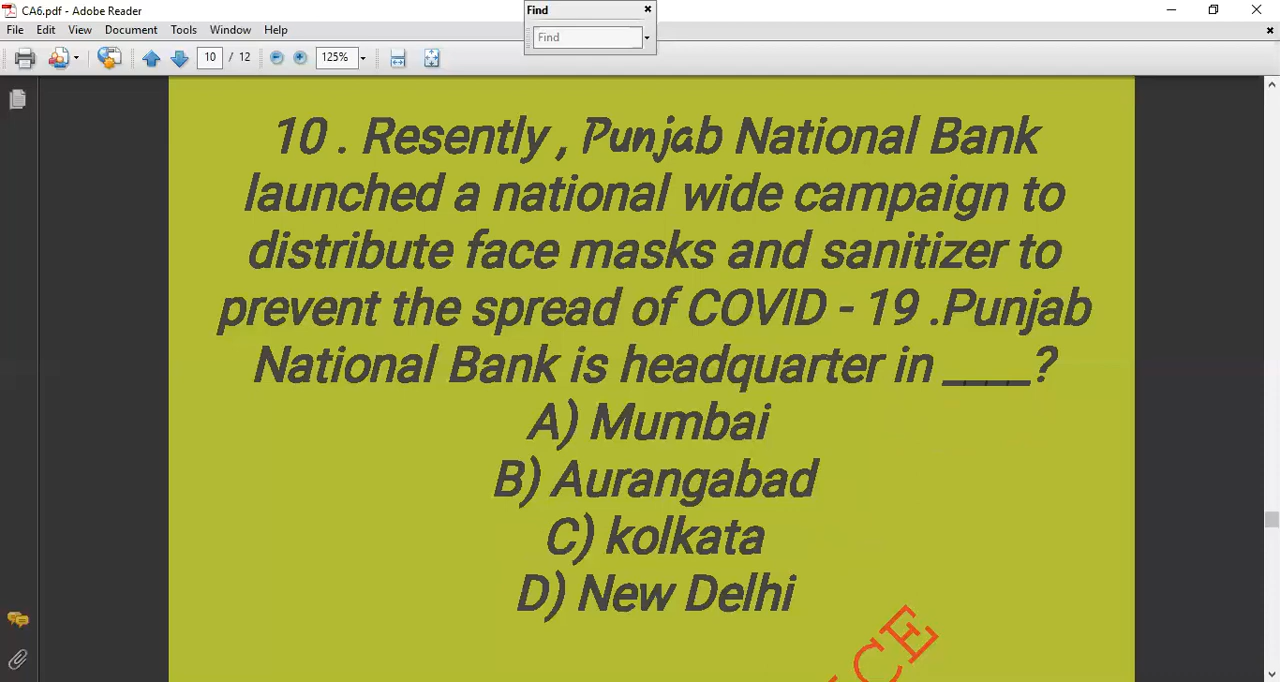 CA6.pdf - Adobe Reader
Find
File Edit View Document Tools Window Help
Find
10 / 12 125%
10 . Resently , Punjab National Bank
launched a national wide campaign to
distribute face masks and sanitizer to
prevent the spread of COVID - 19 .Punjab
National Bank is headquarter in ____?
A) Mumbai
B) Aurangabad
C) kolkata
D) New Delhi